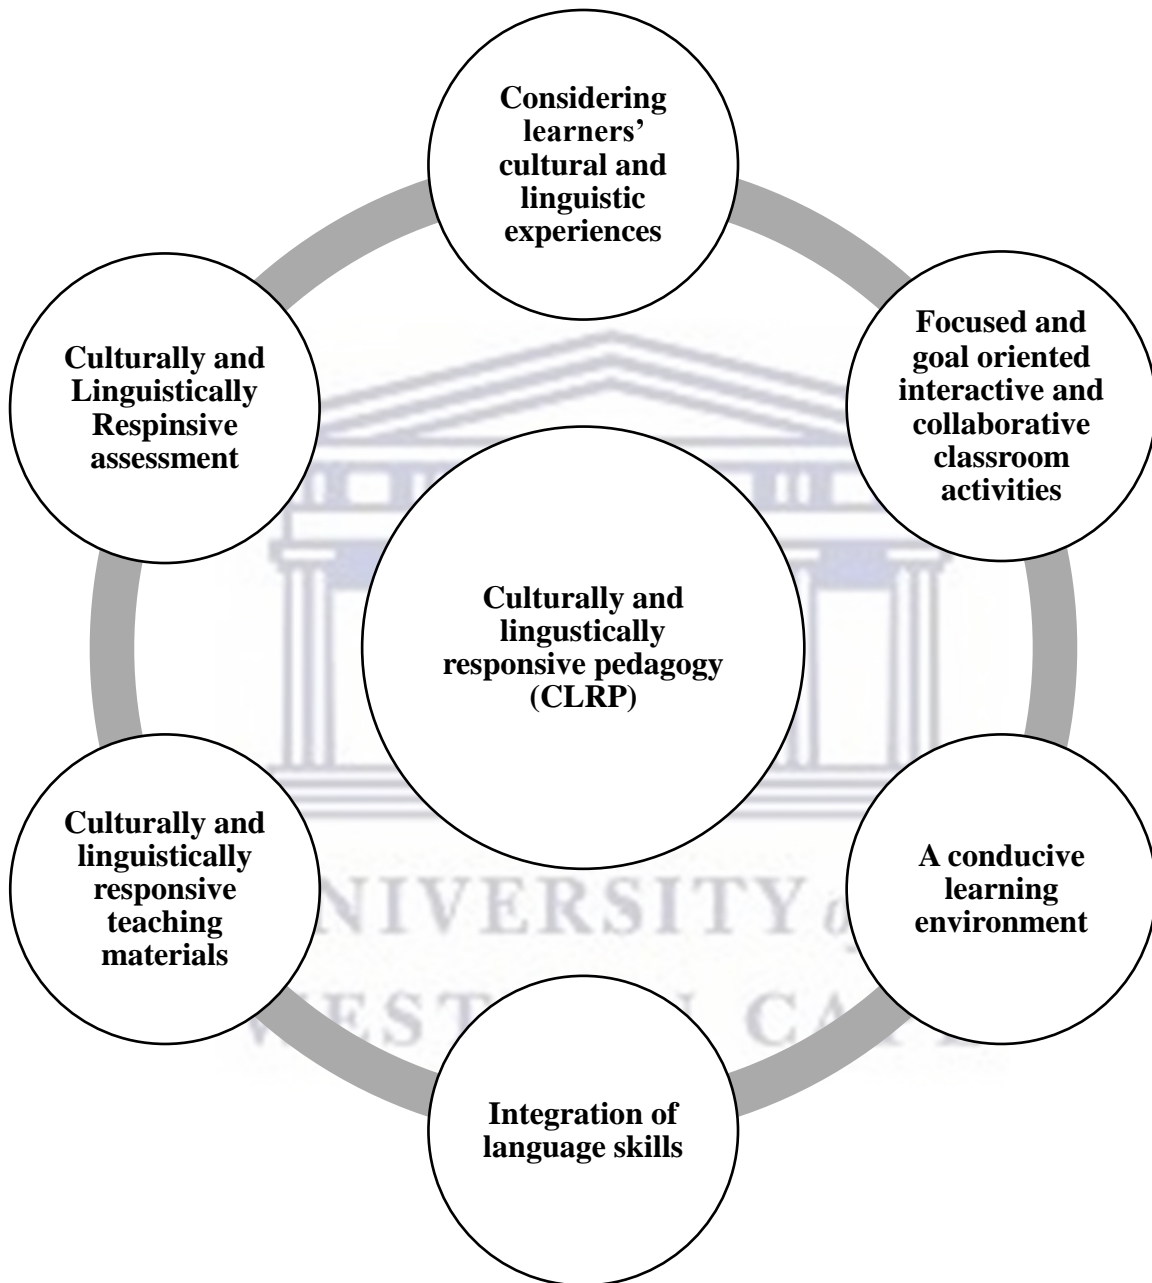 Considering
learners’
cultural and
linguistic
experiences
Focused and
goal oriented
interactive and
collaborative
classroom
activities
A conducive
learning
environment
Integration of
language skills
Culturally and
linguistically
responsive
teaching
materials
Culturally and
Linguistically
Respinsive
assessment
Culturally and
lingustically
responsive pedagogy
(CLRP)